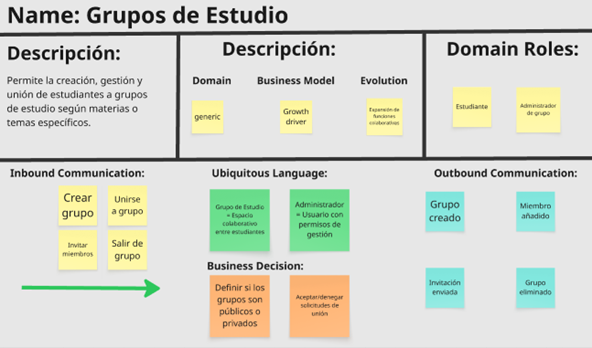 Name: Grupos de Estudio
Descripción:
Permite la creación, gestión y
unión de estudiantes a grupos
de estudio según materias o
temas específicos.
Descripción:
Domain
Business Model
Evolution
generic
Growth
driver
Expansión de
funciones
colaborativas
Domain Roles:
Estudiante
Administrador
de grupo
Inbound Communication:
Crear
grupo
Unirse
a grupo
Invitar
miembros
Salir de
grupo
Ubiquitous Language:
Grupo de Estudio
= Espacio
colaborativo
entre estudiantes
Administrador
= Usuario con
permisos de
gestión
Business Decision:
Definir si los
grupos son
públicos o
privados
Aceptar/denegar
solicitudes de
unión
Outbound Communication:
Grupo
creado
Miembro
añadido
Invitación
enviada
Grupo
eliminado